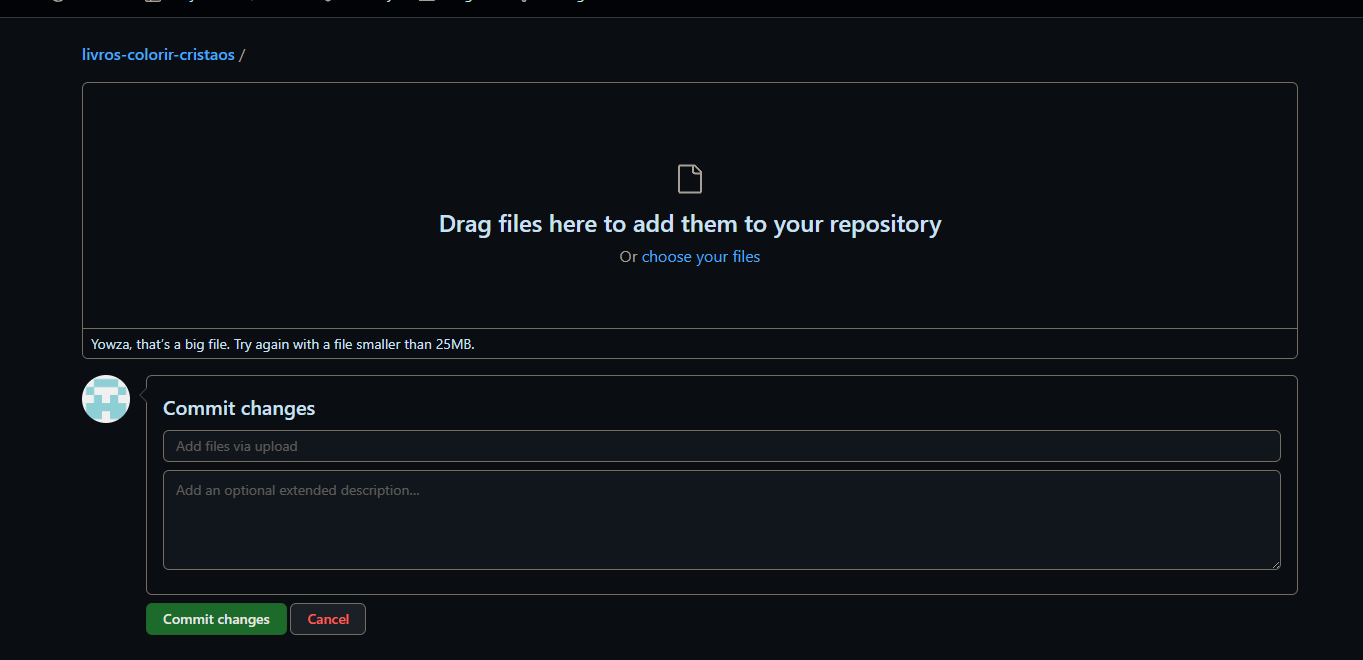 livros-colorir-cristaos /
Drag files here to add them to your repository
Or choose your files
Yowza, that's a big file. Try again with a file smaller than 25MB.
Commit changes
Add files via upload
Add an optional extended description...
Commit changes
Cancel